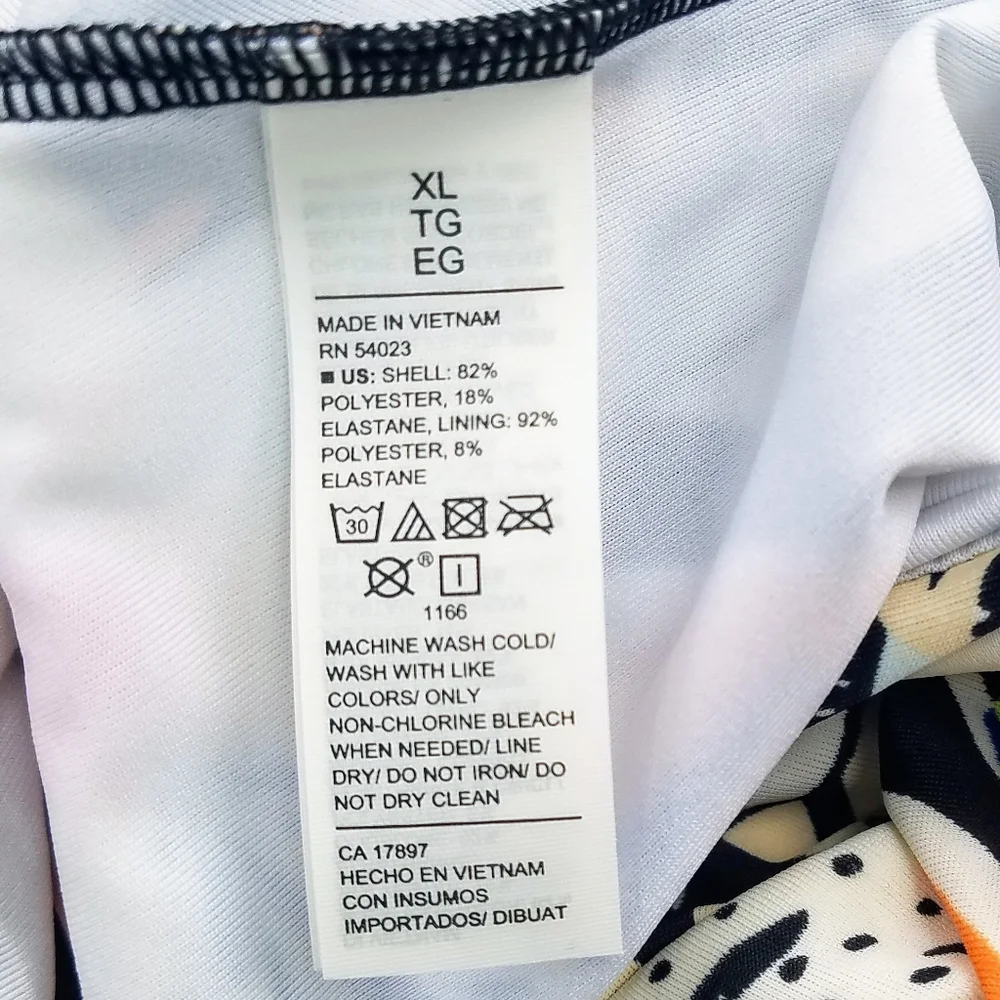 XL
TG
EG
MADE IN VIETNAM
RN 54023
US: SHELL: 82%
POLYESTER, 18%
ELASTANE, LINING: 92%
POLYESTER, 8%
ELASTANE
30
®
1166
MACHINE WASH COLD/
WASH WITH LIKE
COLORS/ ONLY
NON-CHLORINE BLEACH
WHEN NEEDED/ LINE
DRY/ DO NOT IRON/ DO
NOT DRY CLEAN
CA 17897
HECHO EN VIETNAM
CON INSUMOS
IMPORTADOS/ DIBUAT